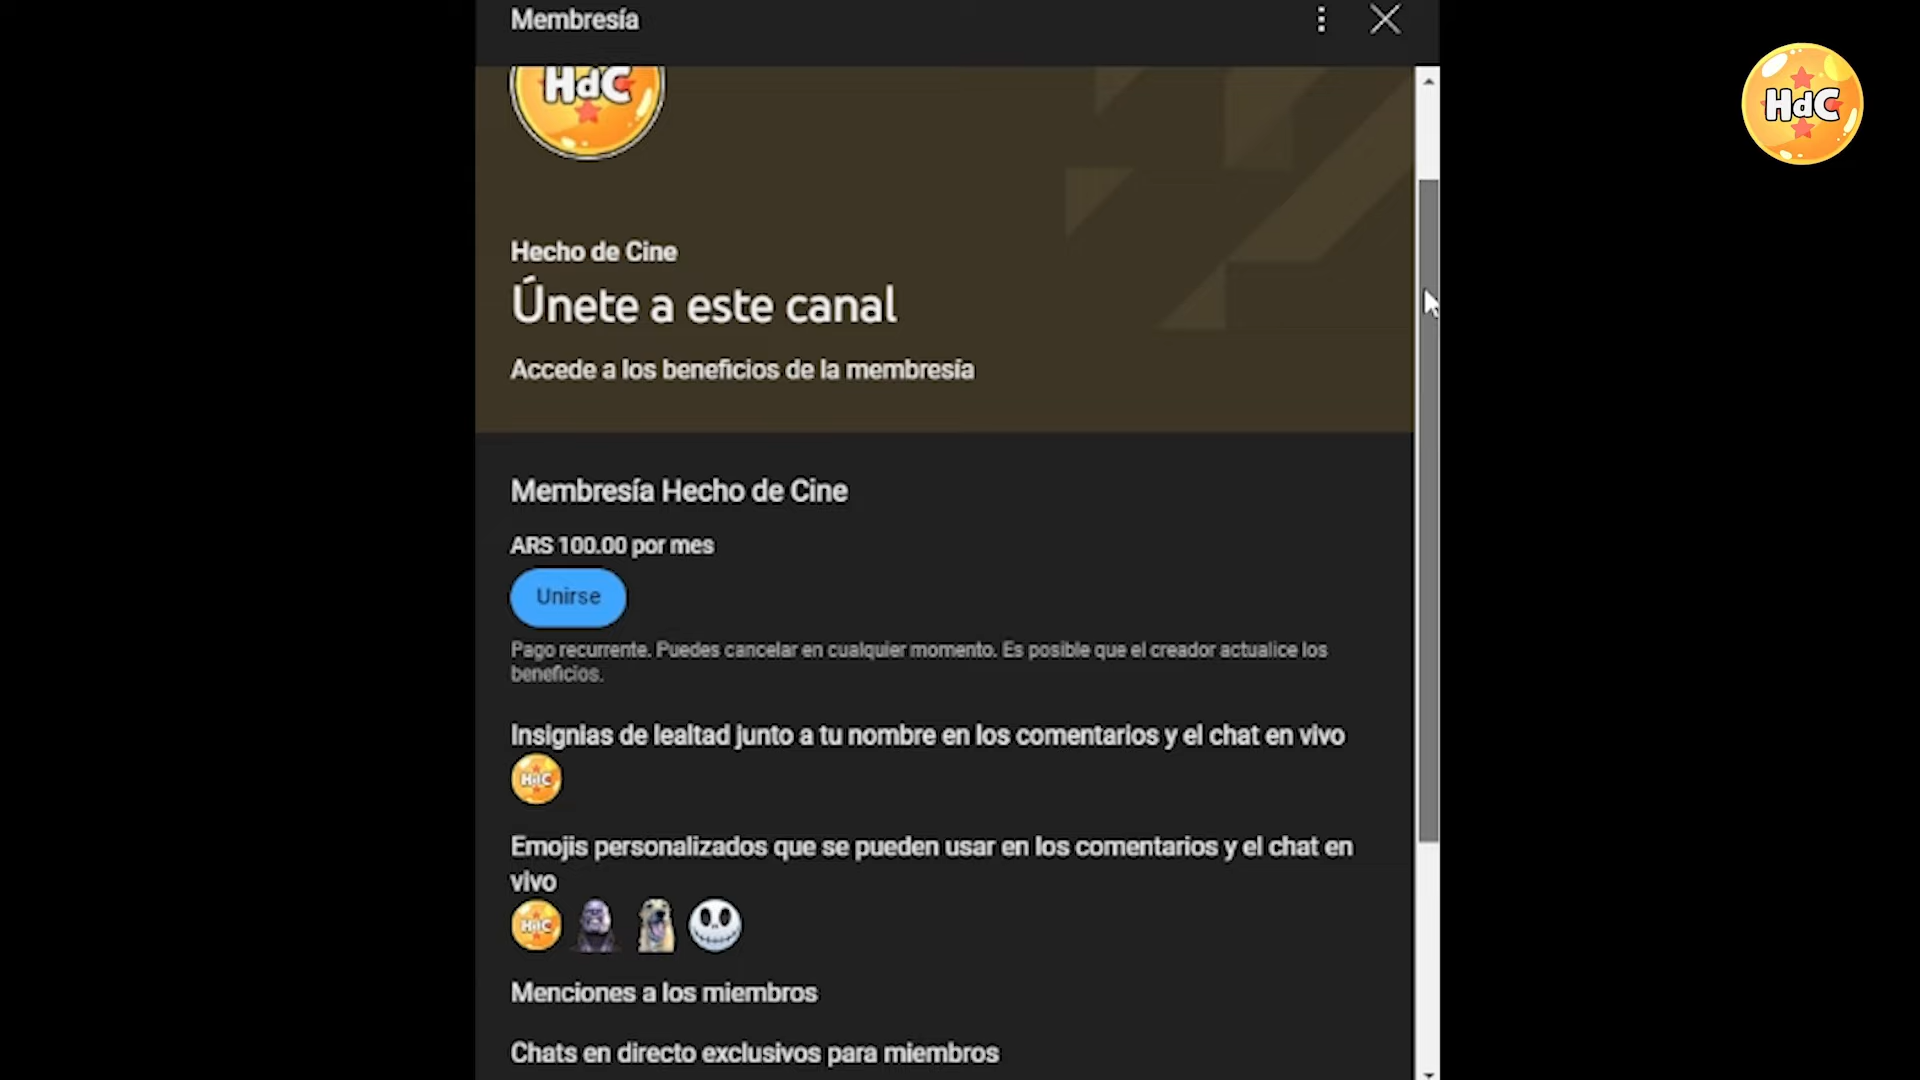 Membresía
HdC
HdC
Hecho de Cine
Únete a este canal
Accede a los beneficios de la membresía
Membresía Hecho de Cine
ARS 100.00 por mes
Unirse
Pago recurrente. Puedes cancelar en cualquier momento. Es posible que el creador actualice los
beneficios.
Insignias de lealtad junto a tu nombre en los comentarios y el chat en vivo
HdC
Emojis personalizados que se pueden usar en los comentarios y el chat en
vivo
HdC
Menciones a los miembros
Chats en directo exclusivos para miembros